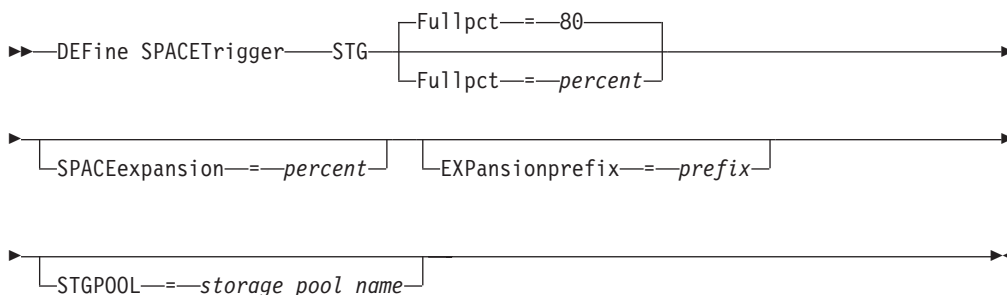 Fullpct = 80
DEFine SPACETrigger STG
Fullpct = percent
SPACEexpansion = percent EXPansionprefix = prefix
STGPOOL = storage pool name